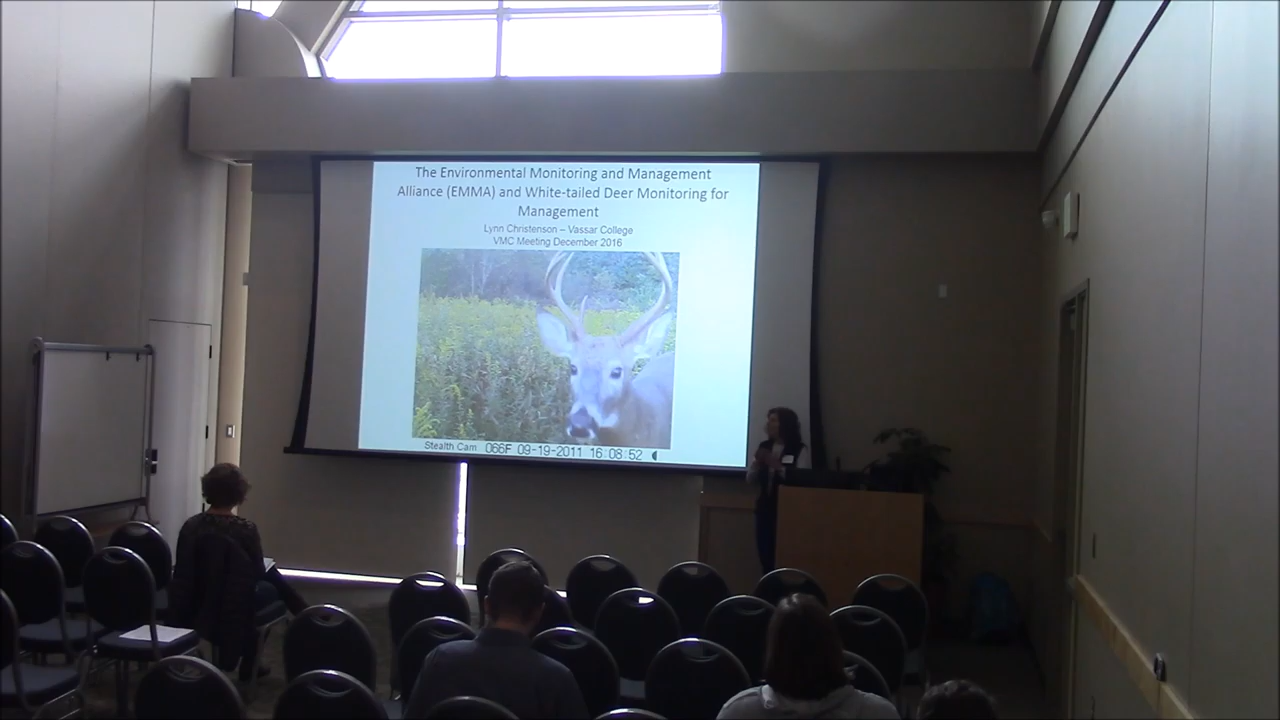 The Environmental Monitoring and Management
Alliance (EMMA) and White-tailed Deer Monitoring for
Management
Lynn Christenson – Vassar College
VMC Meeting December 2016
Stealth Cam 066F 09-19-2011 16:08:52